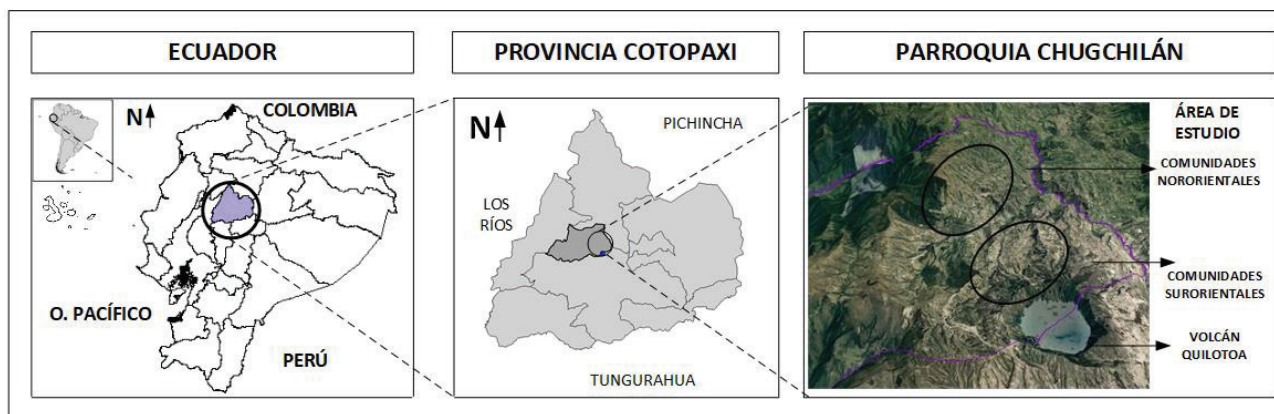 ECUADOR
PROVINCIA COTOPAXI
PARROQUIA CHUGCHILÁN
N
COLOMBIA
O. PACÍFICO
PERÚ
N
PICHINCHA
LOS
RÍOS
TUNGURAHUA
ÁREA DE
ESTUDIO
COMUNIDADES
NORORIENTALES
COMUNIDADES
SURORIENTALES
VOLCÁN
QUILOTOA